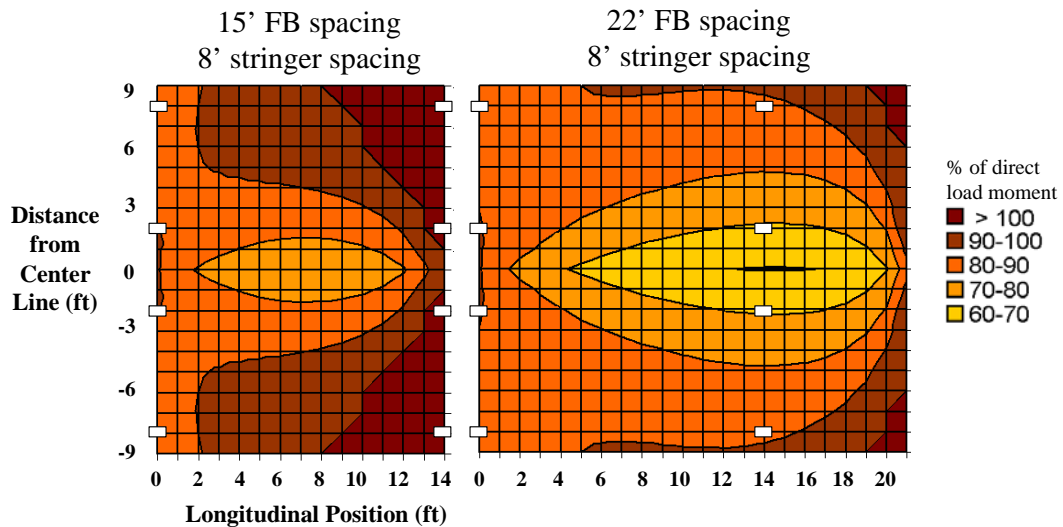 15’ FB spacing
8’ stringer spacing
22’ FB spacing
8’ stringer spacing
Distance
from
Center
Line (ft)
9
6
3
0
-3
-6
-9
0 2 4 6 8 10 12 14
0 2 4 6 8 10 12 14 16 18 20
Longitudinal Position (ft)
% of direct
load moment
> 100
90-100
80-90
70-80
60-70